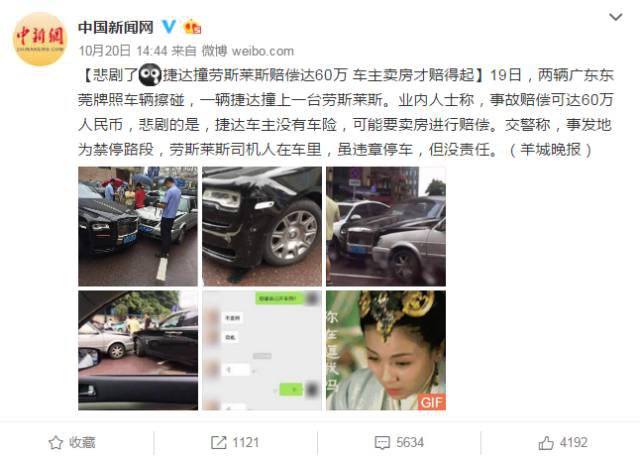 中新網
CHINANEWS.COM
中国新闻网
10月20日 14:44 来自 微博 weibo.com
【悲剧了捷达撞劳斯莱斯赔偿达60万 车主卖房才赔得起】19日，两辆广东东
莞牌照车辆擦碰，一辆捷达撞上一台劳斯莱斯。业内人士称，事故赔偿可达60万
人民币，悲剧的是，捷达车主没有车险，可能要卖房进行赔偿。交警称，事发地
为禁停路段，劳斯莱斯司机人在车里，虽违章停车，但没责任。（羊城晚报）
GIF
收藏
1121
5634
4192